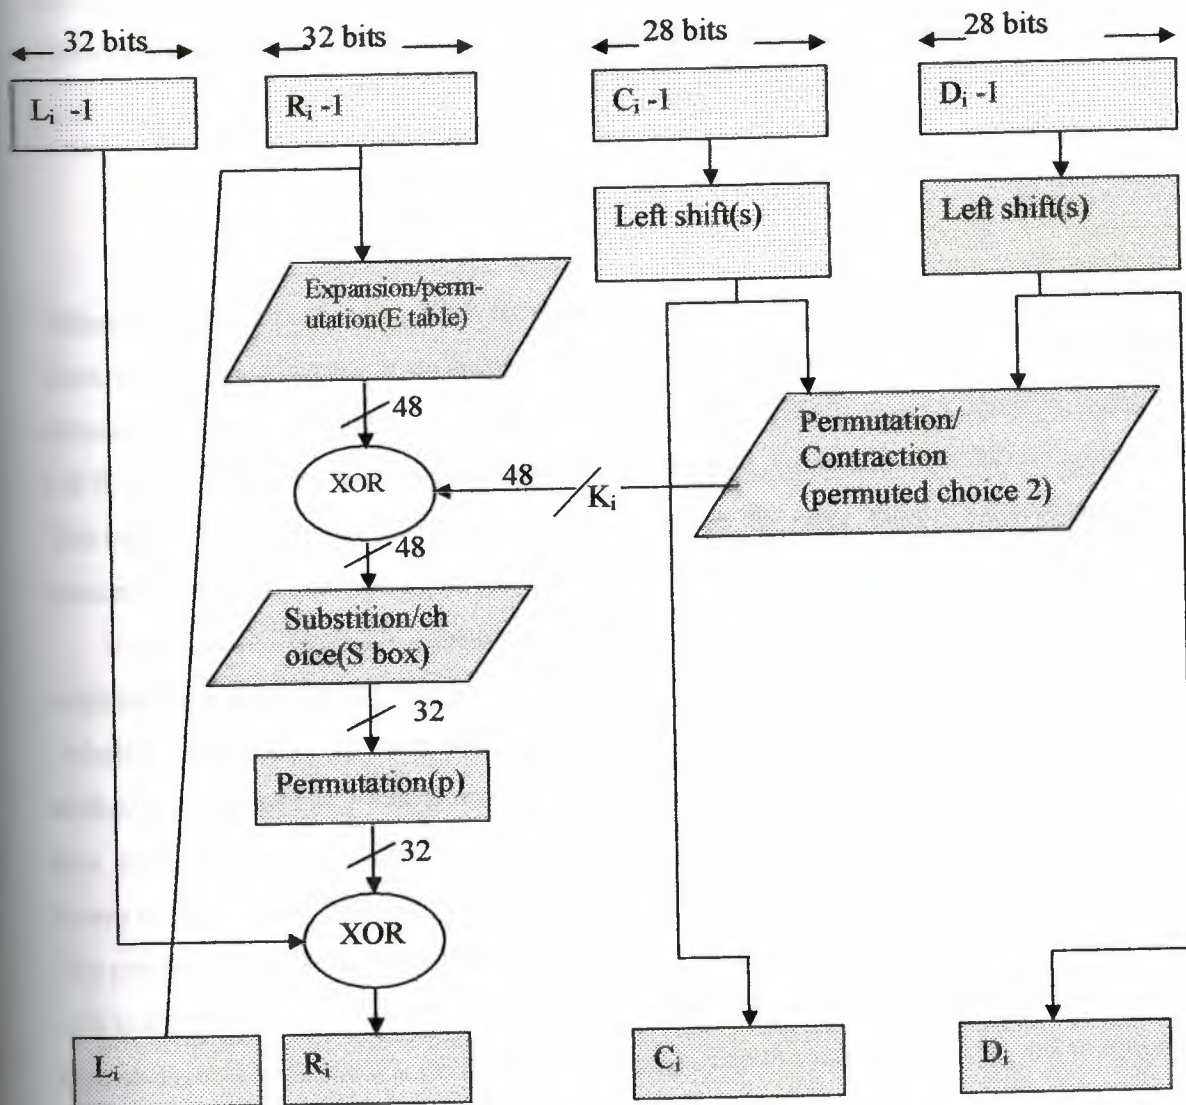 32 bits
32 bits
28 bits
28 bits
Li -1
Ri -1
Ci -1
Di -1
Left shift(s)
Left shift(s)
Expansion/perm-
utation(E table)
48
Permutation/
Contraction
(permuted choice 2)
XOR
48
Ki
48
Substition/ch
oice(S box)
32
Permutation(p)
32
XOR
Li
Ri
Ci
Di